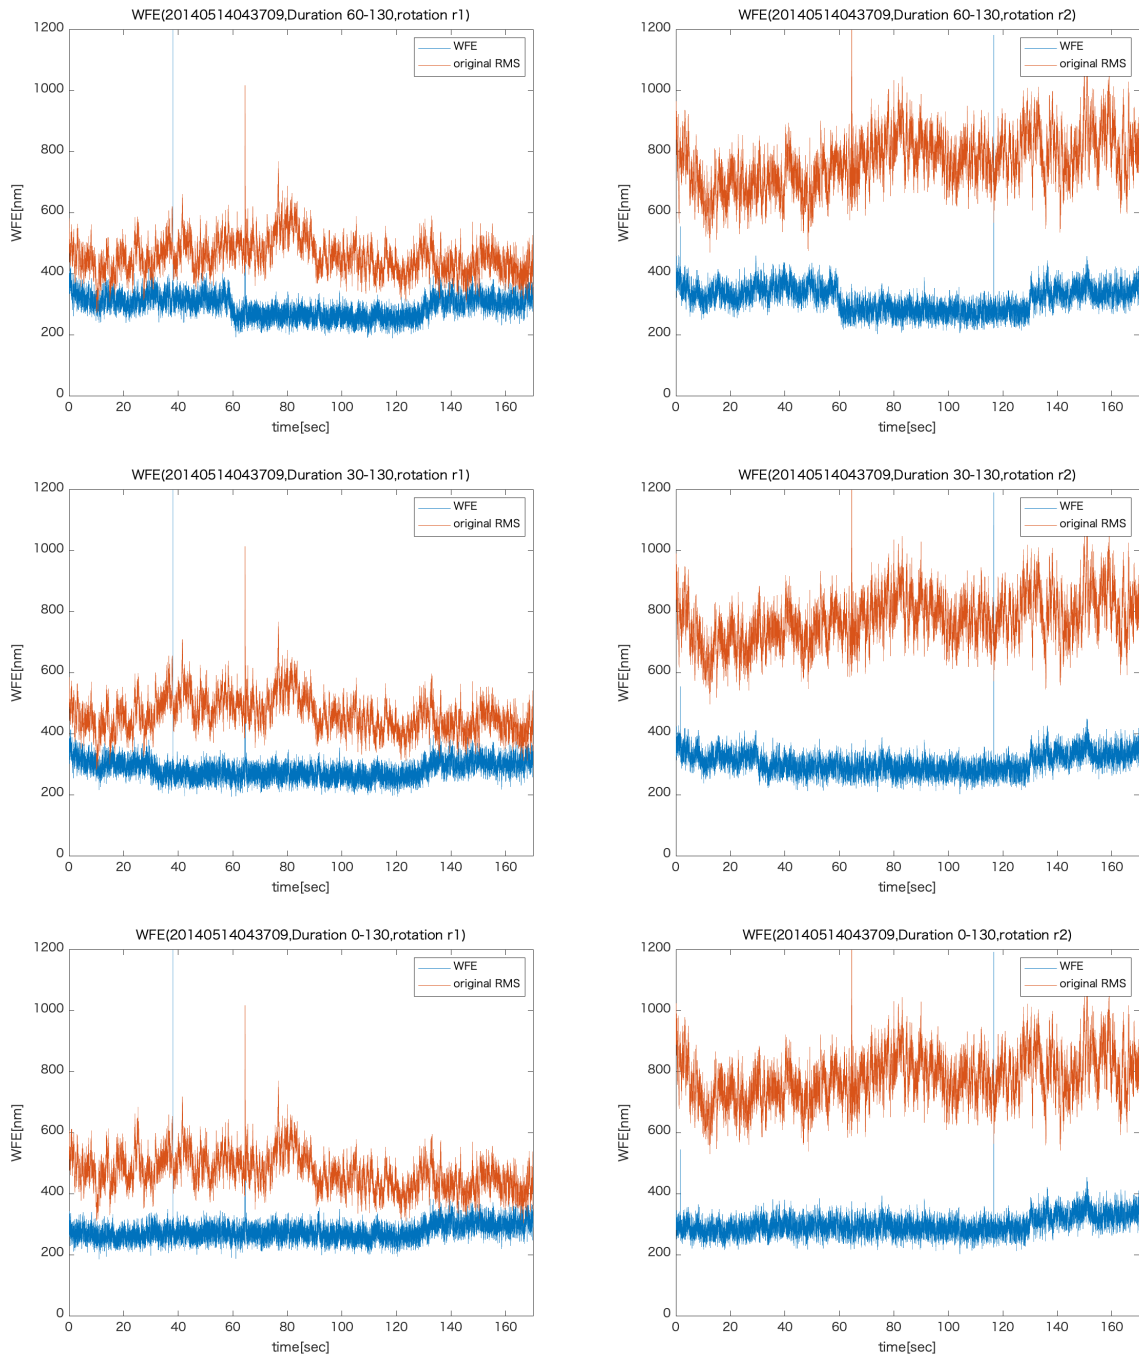 WFE(20140514043709,Duration 60-130,rotation r1)
1200
1000
800
600
400
200
0
WFE[nm]
WFE
original RMS
0 20 40 60 80 100 120 140 160
time[sec]
WFE(20140514043709,Duration 60-130,rotation r2)
1200
1000
800
600
400
200
0
WFE[nm]
WFE
original RMS
0 20 40 60 80 100 120 140 160
time[sec]
WFE(20140514043709,Duration 30-130,rotation r1)
1200
1000
800
600
400
200
0
WFE[nm]
WFE
original RMS
0 20 40 60 80 100 120 140 160
time[sec]
WFE(20140514043709,Duration 30-130,rotation r2)
1200
1000
800
600
400
200
0
WFE[nm]
WFE
original RMS
0 20 40 60 80 100 120 140 160
time[sec]
WFE(20140514043709,Duration 0-130,rotation r1)
1200
1000
800
600
400
200
0
WFE[nm]
WFE
original RMS
0 20 40 60 80 100 120 140 160
time[sec]
WFE(20140514043709,Duration 0-130,rotation r2)
1200
1000
800
600
400
200
0
WFE[nm]
WFE
original RMS
0 20 40 60 80 100 120 140 160
time[sec]